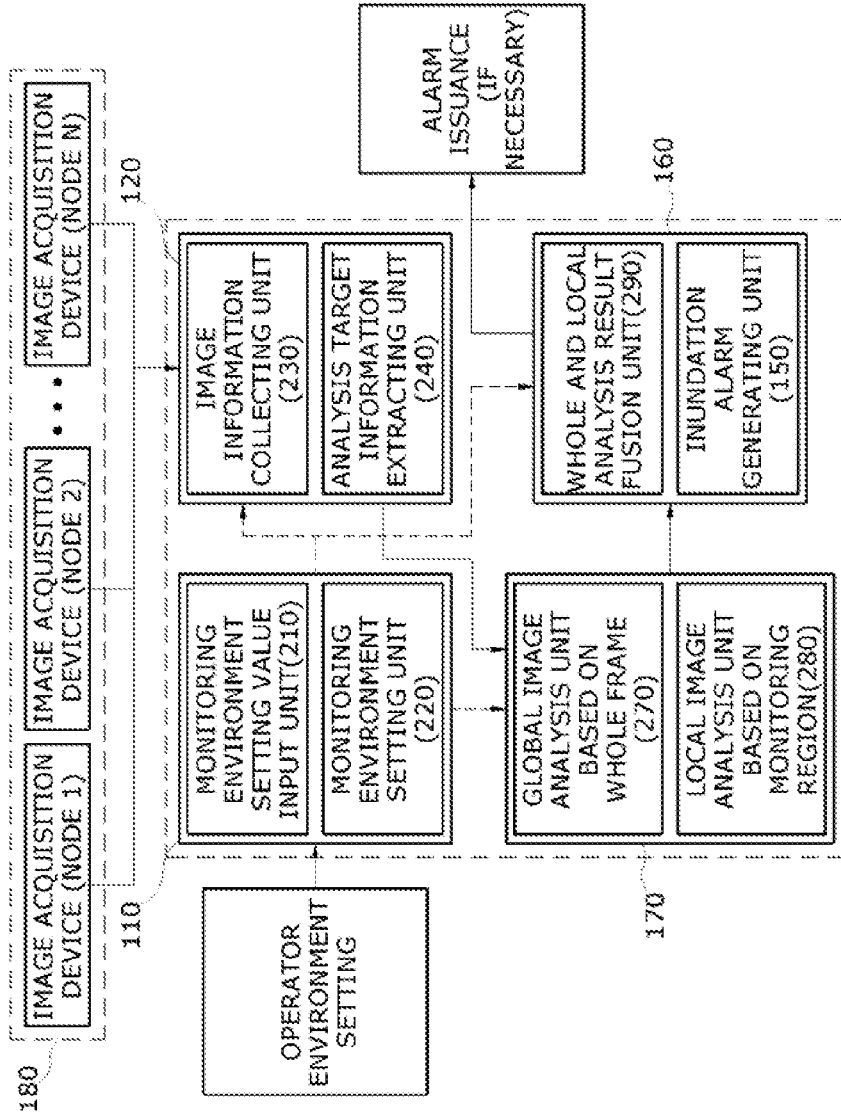 180
IMAGE ACQUISITION
DEVICE (NODE 1)
IMAGE ACQUISITION
DEVICE (NODE 2)
IMAGE ACQUISITION
DEVICE (NODE N)
110
120
OPERATOR
ENVIRONMENT
SETTING
MONITORING
ENVIRONMENT
SETTING VALUE
INPUT UNIT(210)
MONITORING
ENVIRONMENT
SETTING UNIT
(220)
IMAGE
INFORMATION
COLLECTING UNIT
(230)
ANALYSIS TARGET
INFORMATION
EXTRACTING UNIT
(240)
ALARM
ISSUANCE
(IF
NECESSARY)
170
160
GLOBAL IMAGE
ANALYSIS UNIT
BASED ON
WHOLE FRAME
(270)
LOCAL IMAGE
ANALYSIS UNIT
BASED ON
MONITORING
REGION(280)
WHOLE AND LOCAL
ANALYSIS RESULT
FUSION UNIT(290)
INUNDATION
ALARM
GENERATING UNIT
(150)